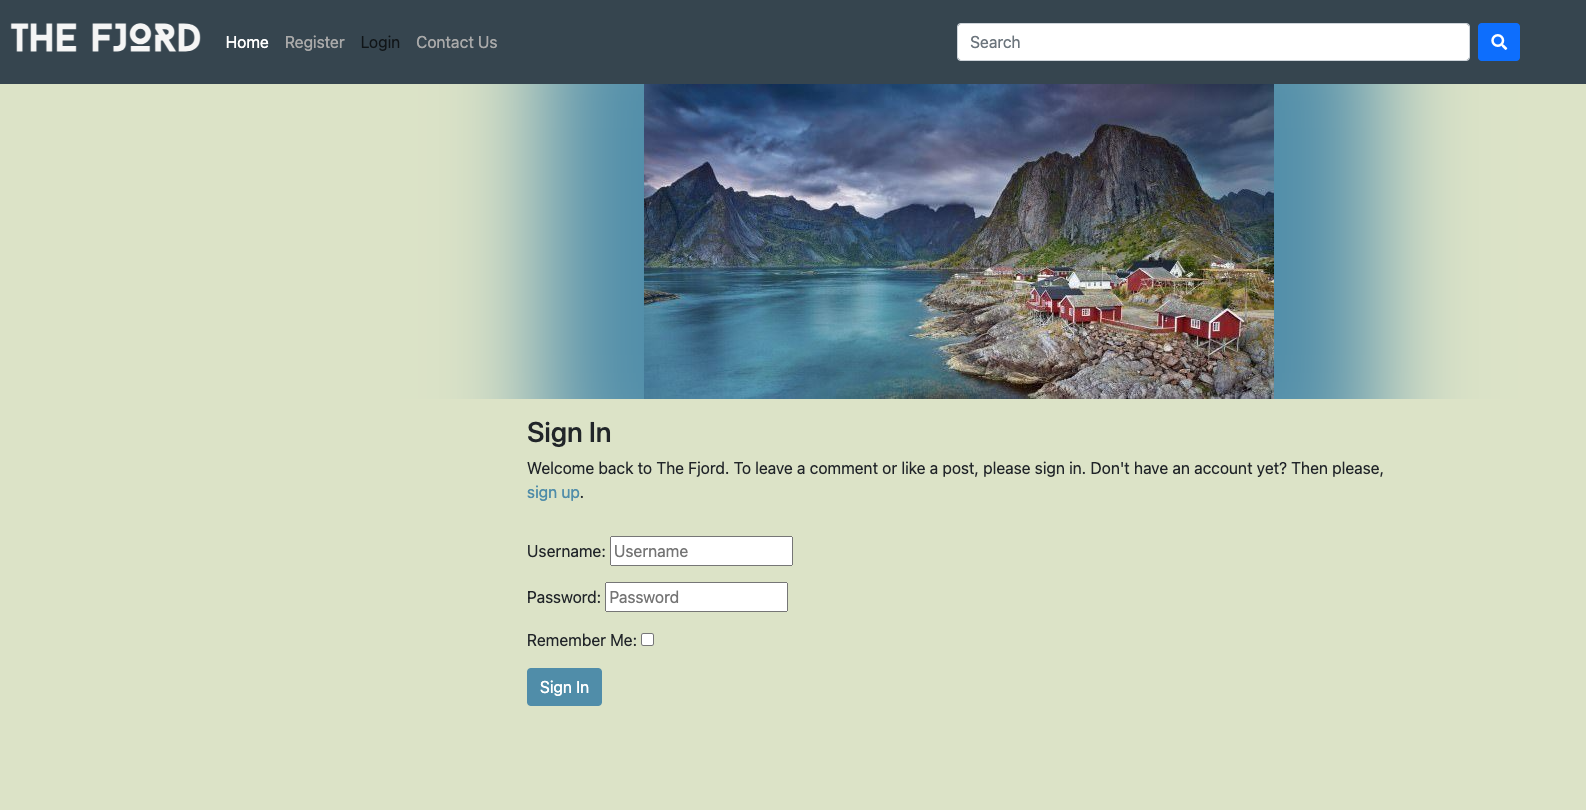 THE FJORD Home Register Login Contact Us Search
Sign In
Welcome back to The Fjord. To leave a comment or like a post, please sign in. Don't have an account yet? Then please,
sign up.
Username: Username
Password: Password
Remember Me:
Sign In